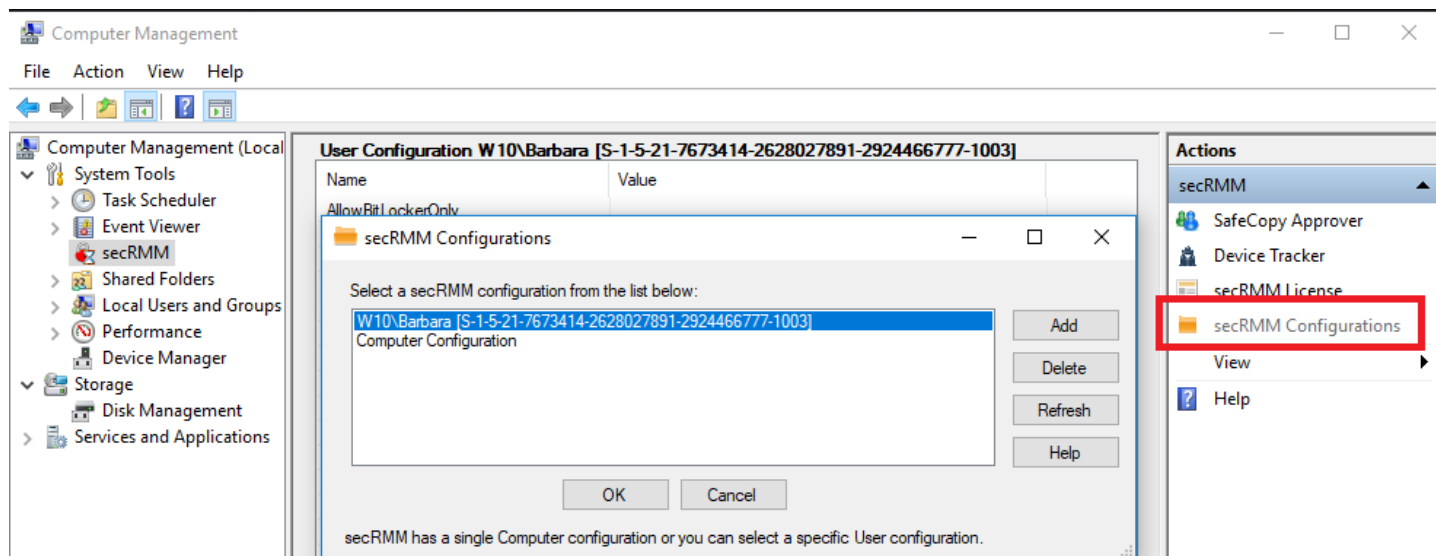 Computer Management
File Action View Help
Computer Management (Local
System Tools
Task Scheduler
Event Viewer
secRMM
Shared Folders
Local Users and Groups
Performance
Device Manager
Storage
Disk Management
Services and Applications
User Configuration W10\Barbara [S-1-5-21-7673414-2628027891-2924466777-1003]
Name Value
AllowBitLockerOnly
secRMM Configurations
Select a secRMM configuration from the list below:
W10\Barbara [S-1-5-21-7673414-2628027891-2924466777-1003]
Computer Configuration
Add
Delete
Refresh
Help
OK Cancel
secRMM has a single Computer configuration or you can select a specific User configuration.
Actions
secRMM
SafeCopy Approver
Device Tracker
secRMM License
secRMM Configurations
View
Help